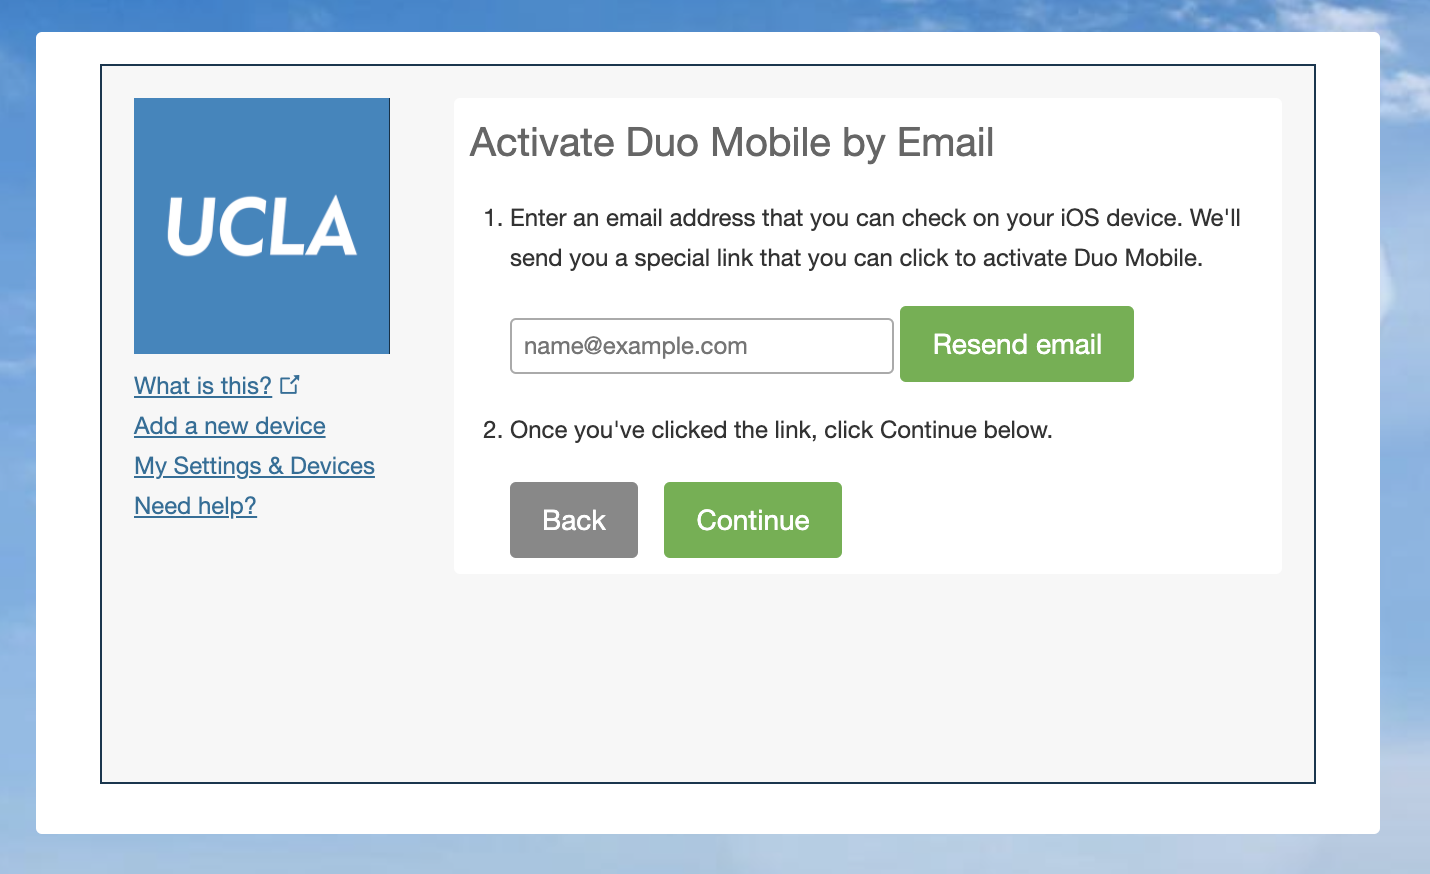 UCLA
What is this?
Add a new device
My Settings & Devices
Need help?
Activate Duo Mobile by Email
1. Enter an email address that you can check on your iOS device. We'll
send you a special link that you can click to activate Duo Mobile.
name@example.com
Resend email
2. Once you've clicked the link, click Continue below.
Back
Continue